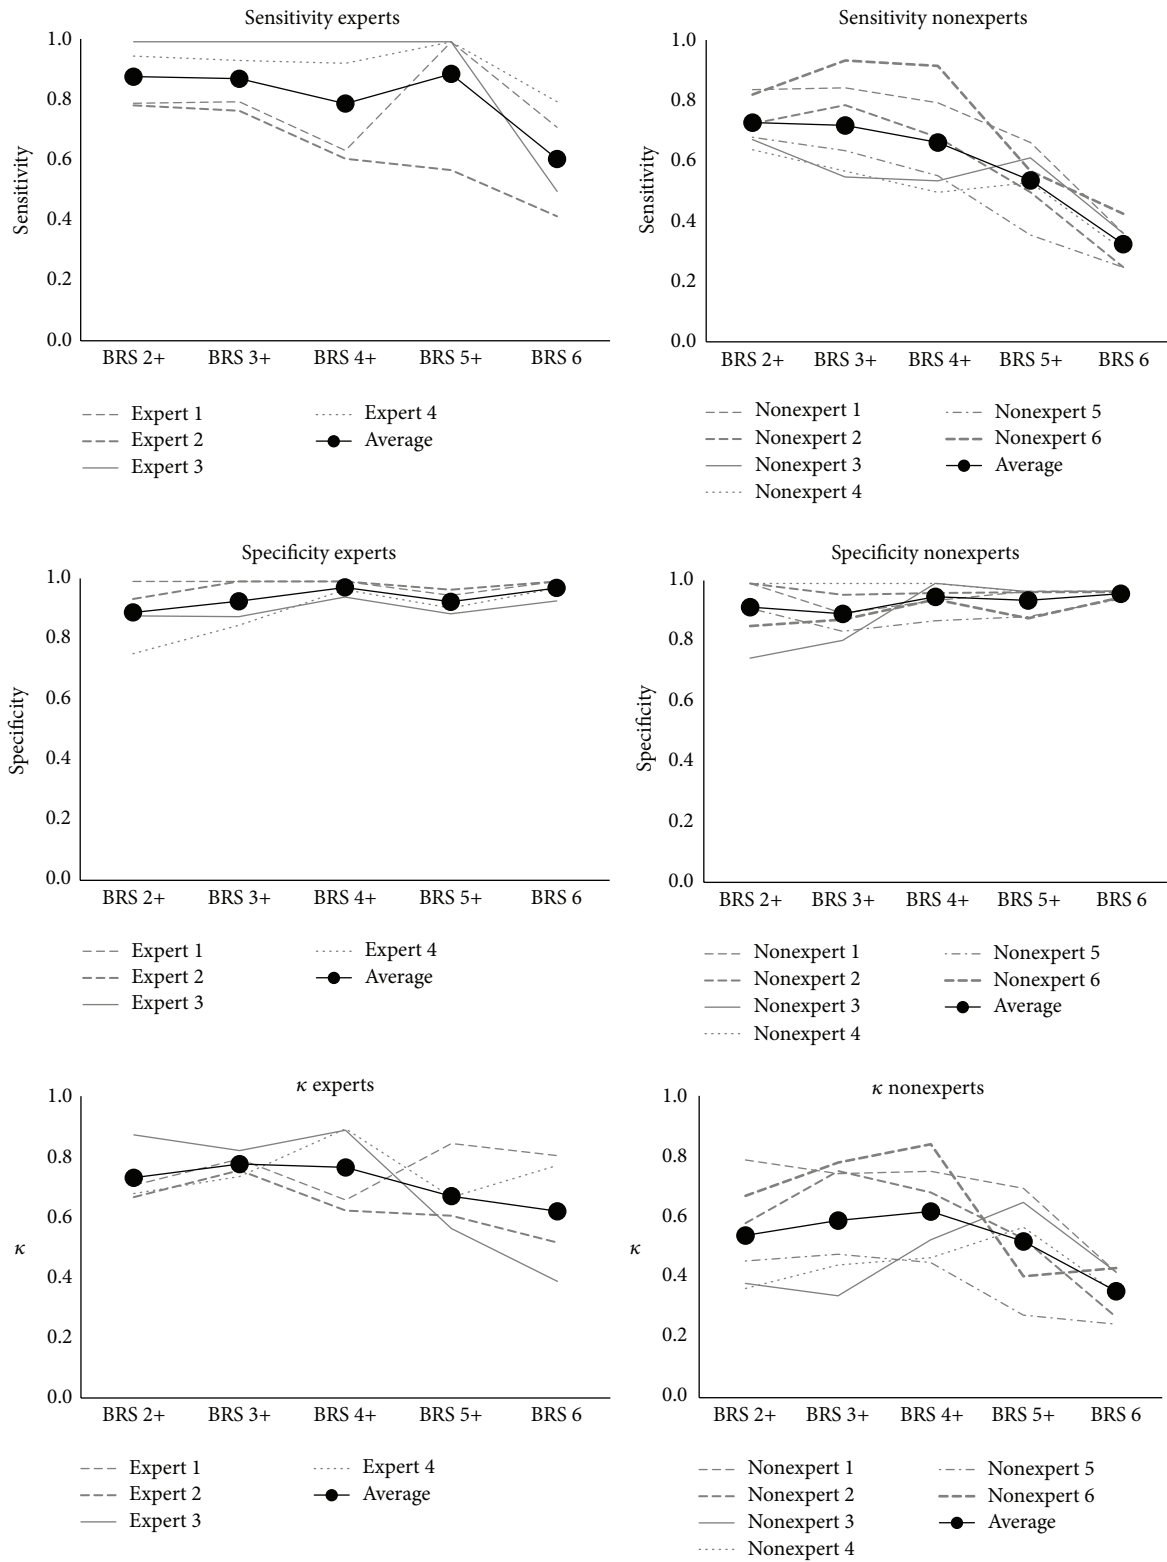 Sensitivity experts
1.0
0.8
0.6
0.4
0.2
0.0
Sensitivity
BRS 2+ BRS 3+ BRS 4+ BRS 5+ BRS 6
Expert 1
Expert 2
Expert 3
Expert 4
Average
Sensitivity nonexperts
1.0
0.8
0.6
0.4
0.2
0.0
Sensitivity
BRS 2+ BRS 3+ BRS 4+ BRS 5+ BRS 6
Nonexpert 1
Nonexpert 2
Nonexpert 3
Nonexpert 4
Nonexpert 5
Nonexpert 6
Average
Specificity experts
1.0
0.8
0.6
0.4
0.2
0.0
Specificity
BRS 2+ BRS 3+ BRS 4+ BRS 5+ BRS 6
Expert 1
Expert 2
Expert 3
Expert 4
Average
Specificity nonexperts
1.0
0.8
0.6
0.4
0.2
0.0
Specificity
BRS 2+ BRS 3+ BRS 4+ BRS 5+ BRS 6
Nonexpert 1
Nonexpert 2
Nonexpert 3
Nonexpert 4
Nonexpert 5
Nonexpert 6
Average
κ experts
1.0
0.8
0.6
0.4
0.2
0.0
κ
BRS 2+ BRS 3+ BRS 4+ BRS 5+ BRS 6
Expert 1
Expert 2
Expert 3
Expert 4
Average
κ nonexperts
1.0
0.8
0.6
0.4
0.2
0.0
κ
BRS 2+ BRS 3+ BRS 4+ BRS 5+ BRS 6
Nonexpert 1
Nonexpert 2
Nonexpert 3
Nonexpert 4
Nonexpert 5
Nonexpert 6
Average